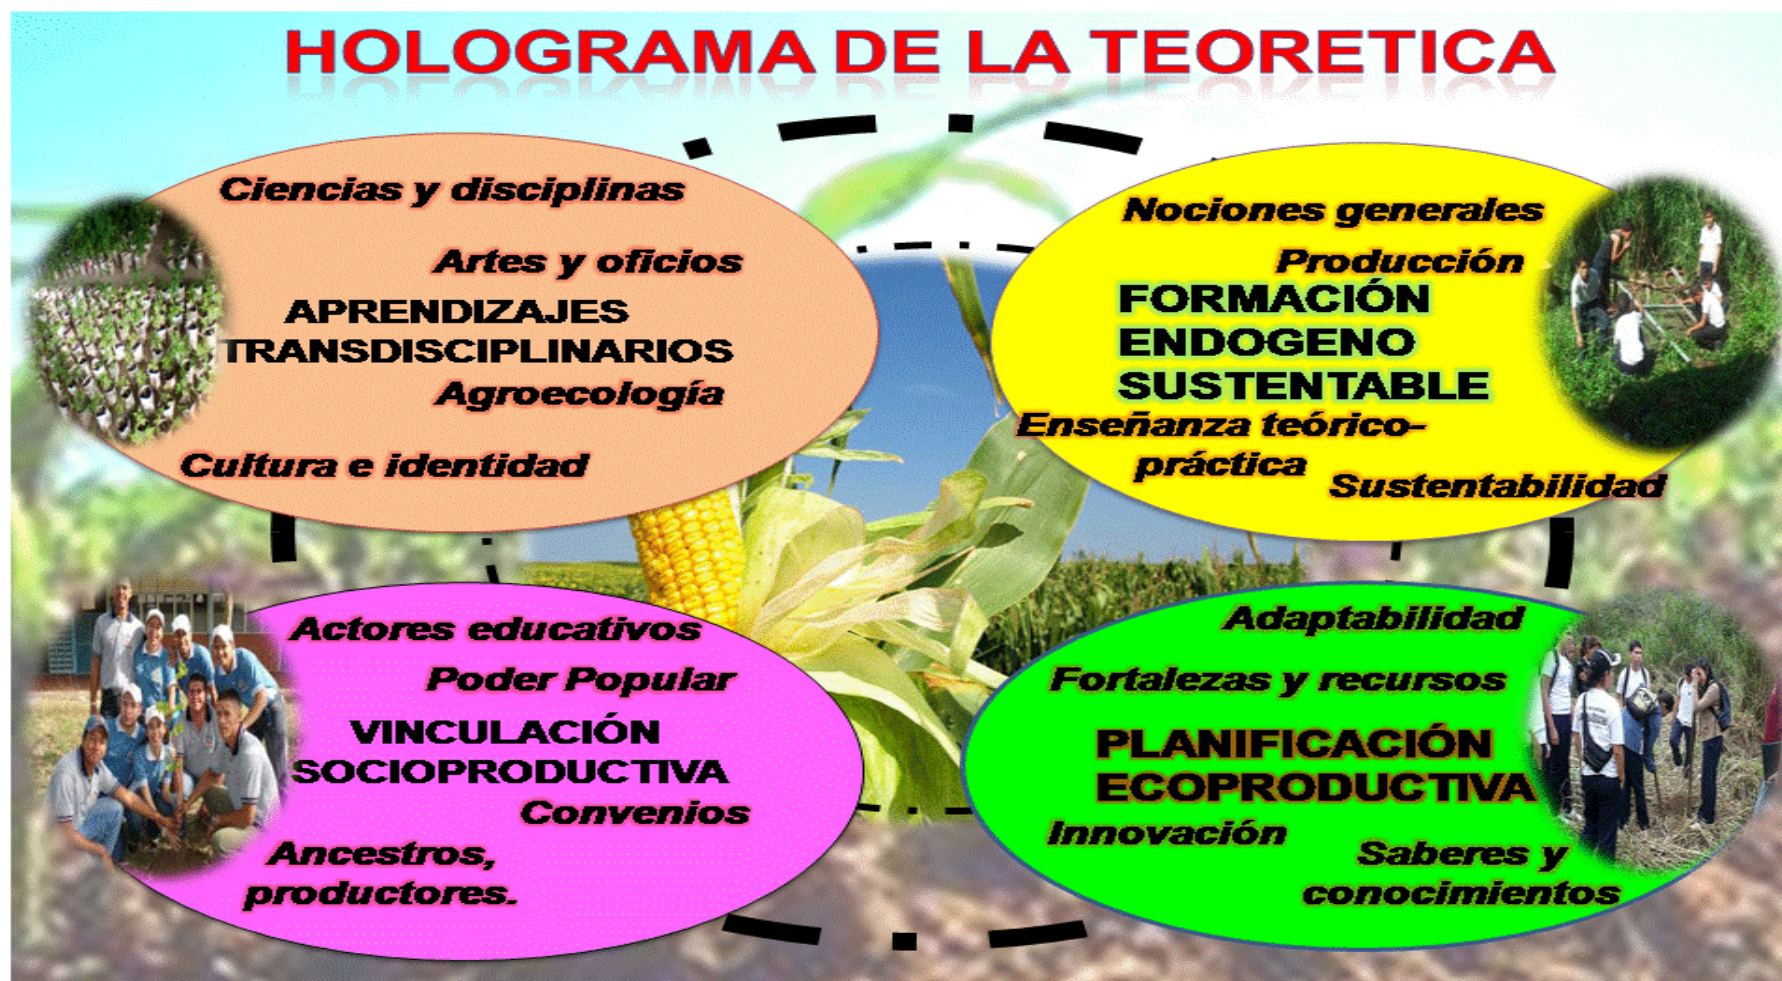 HOLOGRAMA DE LA TEORETICA
Ciencias y disciplinas
Artes y oficios
APRENDIZAJES
TRANSDISCIPLINARIOS
Agroecología
Cultura e identidad
Nociones generales
Producción
FORMACIÓN
ENDOGENO
SUSTENTABLE
Enseñanza teórico-
práctica
Sustentabilidad
Actores educativos
Poder Popular
VINCULACIÓN
SOCIOPRODUCTIVA
Convenios
Ancestros,
productores.
Adaptabilidad
Fortalezas y recursos
PLANIFICACIÓN
ECOPRODUCTIVA
Innovación
Saberes y
conocimientos